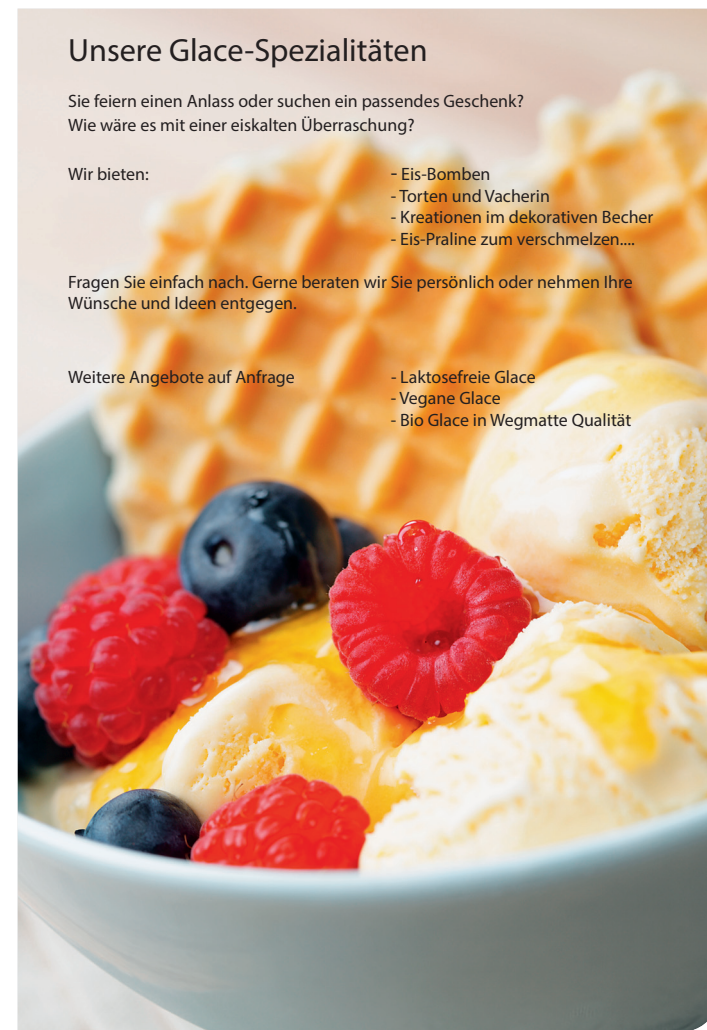 Unsere Glace-Spezialitäten
Sie feiern einen Anlass oder suchen ein passendes Geschenk?
Wie wäre es mit einer eiskalten Überraschung?
Wir bieten: - Eis-Bomben
- Torten und Vacherin
- Kreationen im dekorativen Becher
- Eis-Praline zum verschmelzen....
Fragen Sie einfach nach. Gerne beraten wir Sie persönlich oder nehmen Ihre
Wünsche und Ideen entgegen.
Weitere Angebote auf Anfrage - Laktosefreie Glace
- Vegane Glace
- Bio Glace in Wegmatte Qualität